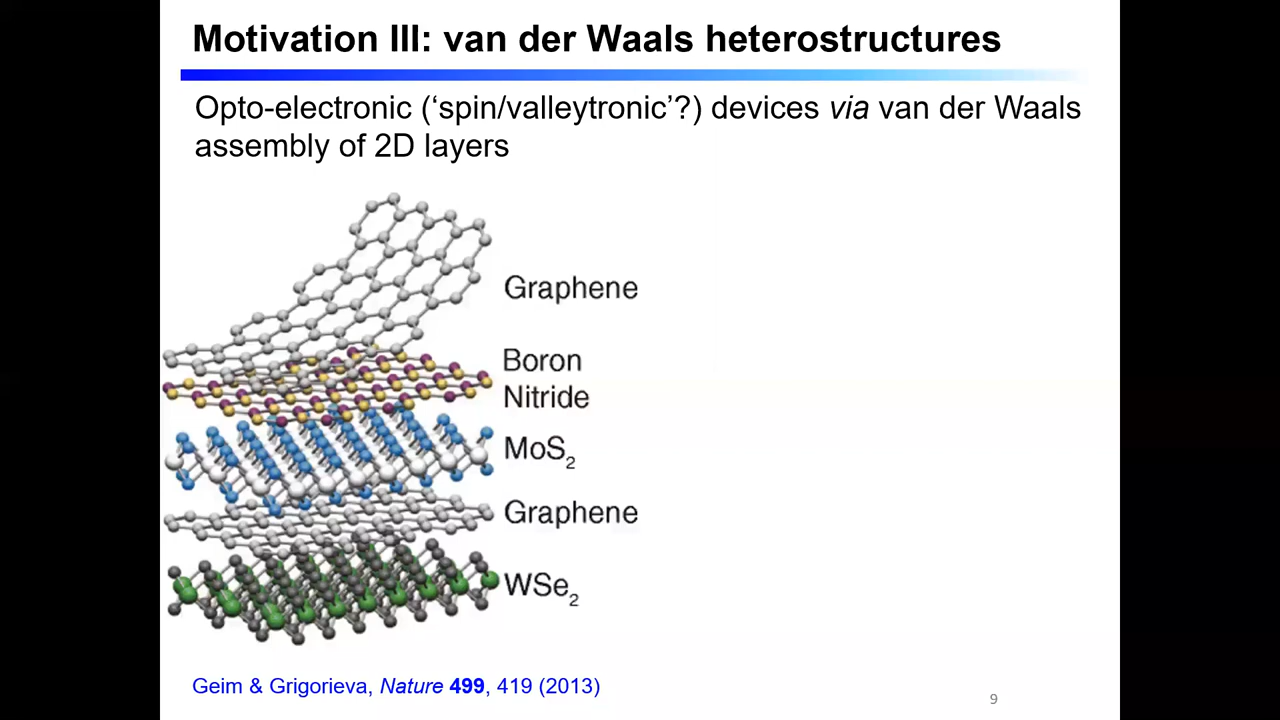 Motivation III: van der Waals heterostructures
Opto-electronic (‘spin/valleytronic’?) devices via van der Waals
assembly of 2D layers
Graphene
Boron
Nitride
MoS₂
Graphene
WSe₂
Geim & Grigorieva, Nature 499, 419 (2013)
9